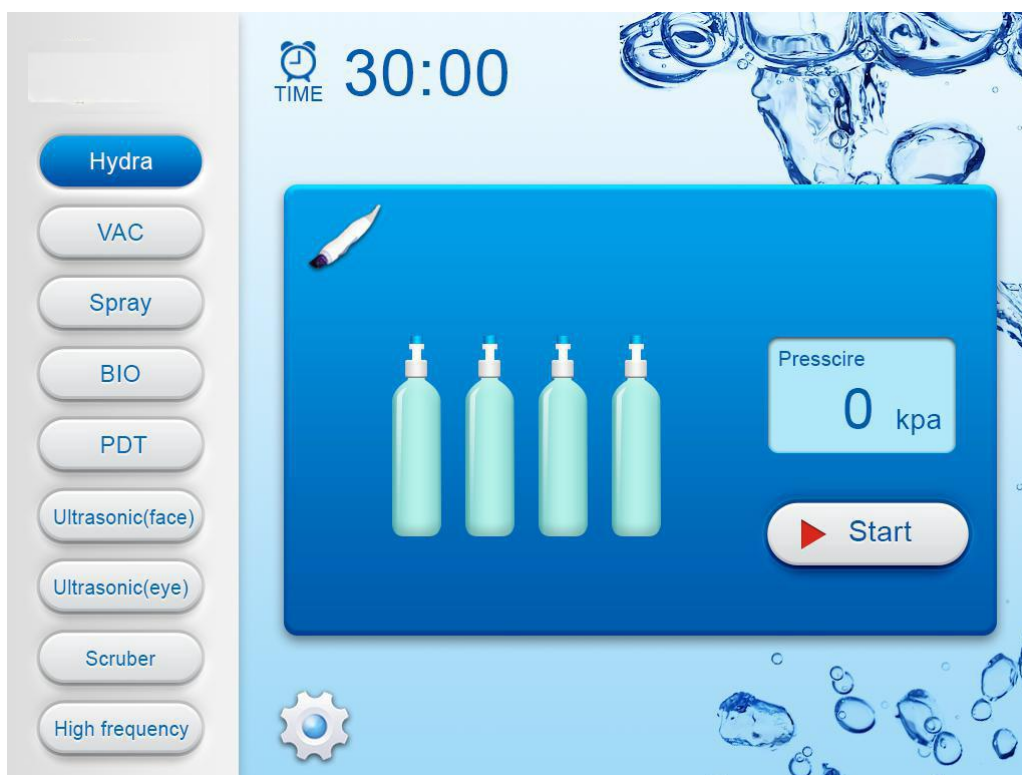 TIME 30:00
Hydra
VAC
Spray
BIO
PDT
Ultrasonic(face)
Ultrasonic(eye)
Scruber
High frequency
Presscire
0 kpa
Start